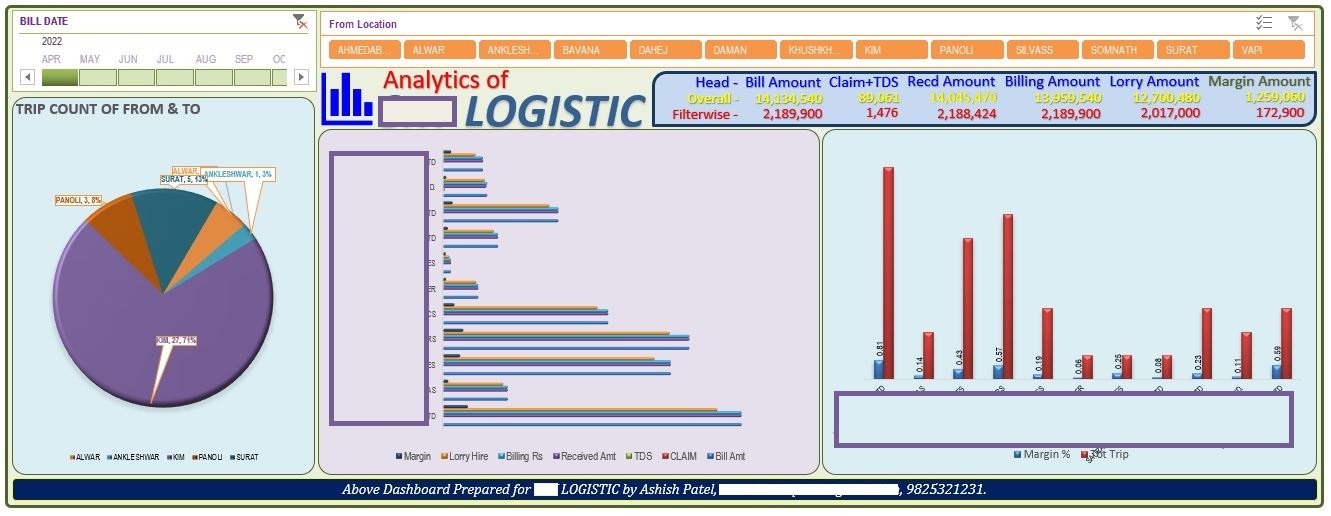 BILL DATE
2022
APR MAY JUN JUL AUG SEP OC
From Location
AHMEDAB... ALWAR ANKLESH... BAVANA DAHEJ DAMAN KHUSHKH... KIM PANOLI SILVASS SOMNATH SURAT VAPI
Analytics of
LOGISTIC
Head - Bill Amount Claim+TDS Recd Amount Billing Amount Lorry Amount Margin Amount
Overall - 14,134,540 89,061 14,045,479 13,959,540 12,700,480 1,259,060
Filterwise - 2,189,900 1,476 2,188,424 2,189,900 2,017,000 172,900
TRIP COUNT OF FROM & TO
ALWAR,
ANKLESHWAR, 1, 3%
SURAT, 5, 13%
PANOLI, 3, 8%
KIM, 27, 71%
ALWAR ANKLESHWAR KIM PANOLI SURAT
TD
D.
TD
TD
ES
ER
CS
RS
ES
AS
TD
Margin Lorry Hire Billing Rs Received Amt TDS CLAIM Bill Amt
0.81 0.14 0.43 0.57 0.19 0.06 0.25 0.08 0.23 0.11 0.59
Margin % Tot Trip
Above Dashboard Prepared for LOGISTIC by Ashish Patel, , 9825321231.